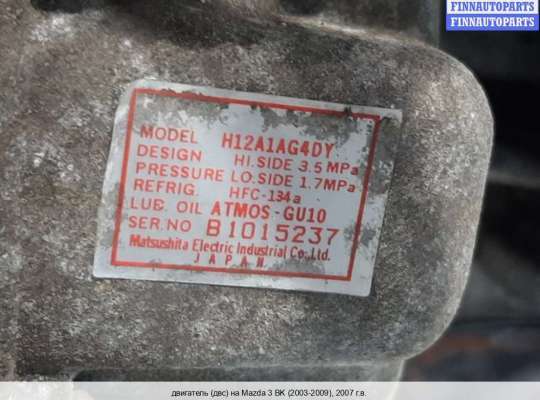 FINNAUTOPARTS
FINNAUTOPARTS
MODEL H12A1AG4DY
DESIGN HI.SIDE 3.5MPa
PRESSURE LO.SIDE 1.7MPa
REFRIG. HFC-134a
LUB. OIL ATMOS-GU10
SER.NO B1015237
Matsushita Electric Industrial Co.,Ltd.
JAPAN
двигатель (двс) на Mazda 3 BK (2003-2009), 2007 г.в.